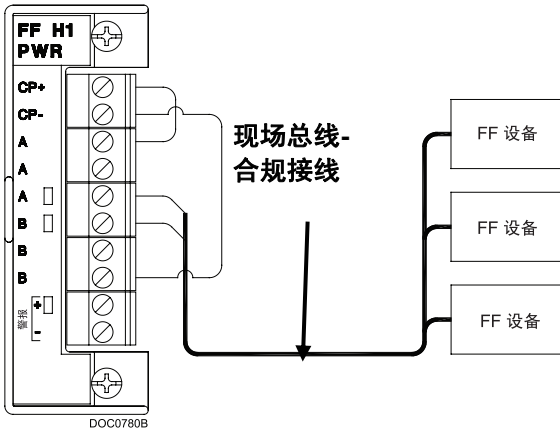 FF H1
PWR
CP+
CP-
A
A
A
B
B
B
+
-
警报
现场总线-
合规接线
FF 设备
FF 设备
FF 设备
DOC0780B